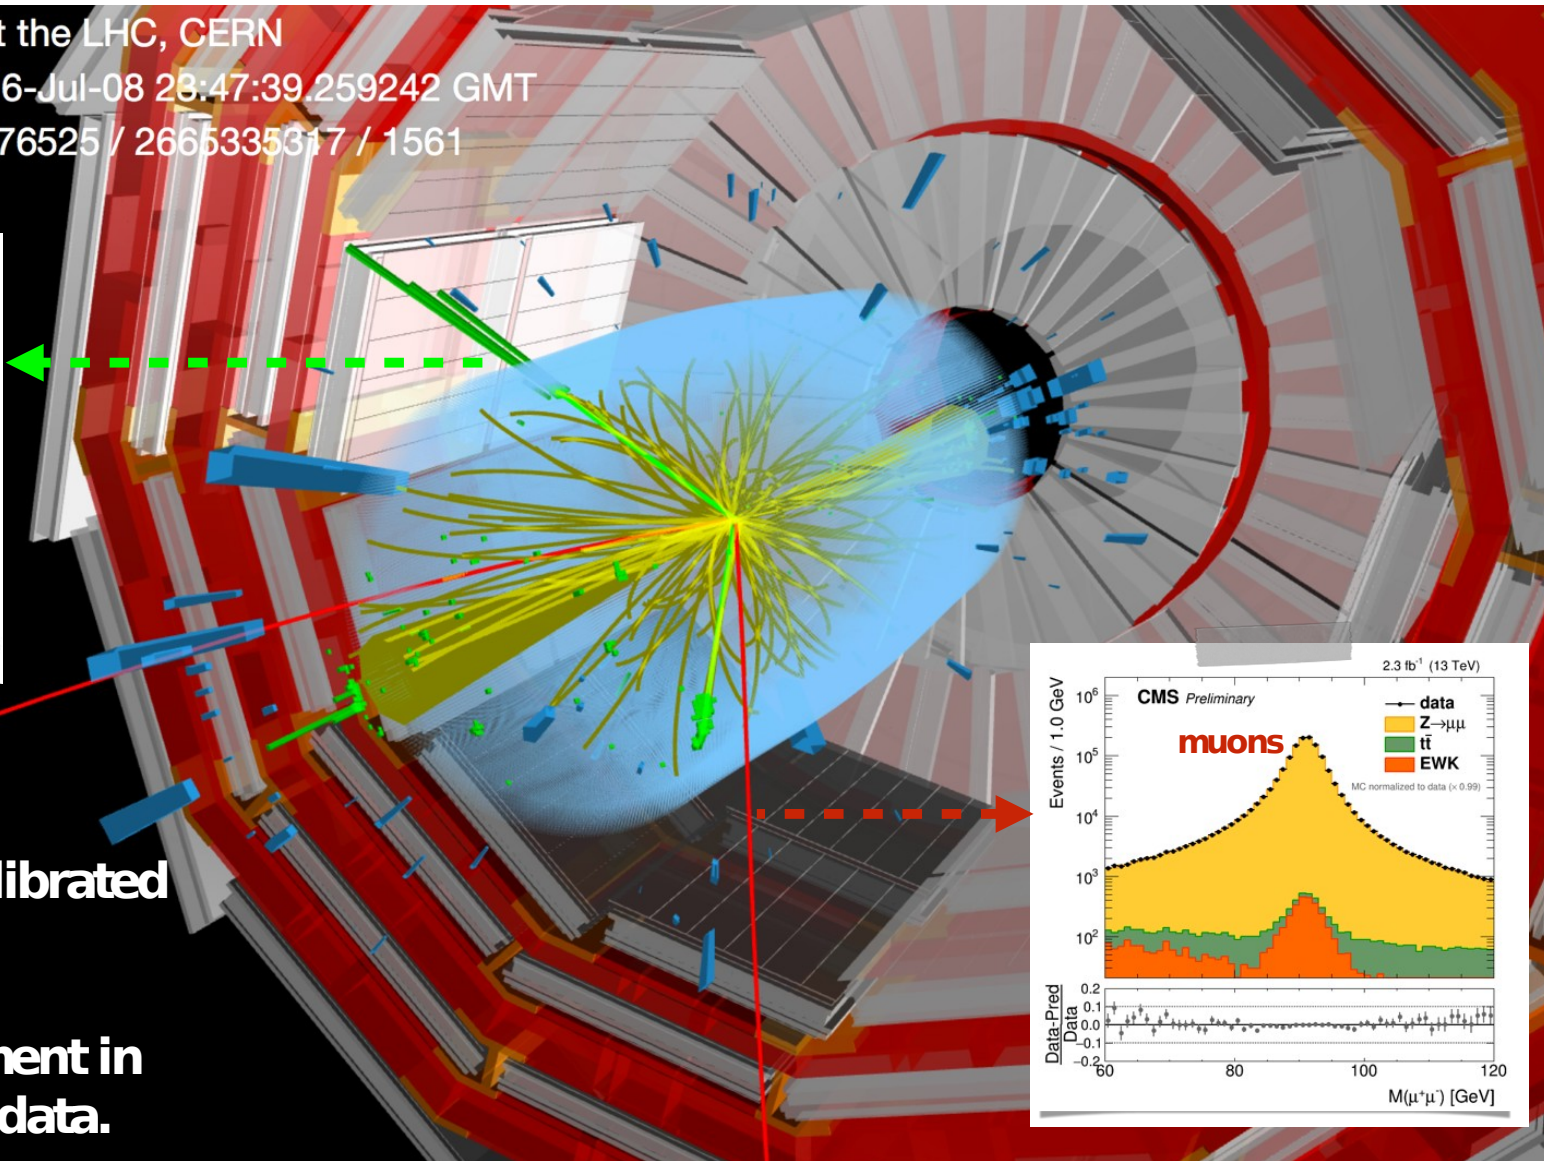 t the LHC, CERN
6-Jul-08 23:47:39.259242 GMT
76525 / 2665335317 / 1561
librated
nent in
data.
2.3 fb⁻¹ (13 TeV)
CMS Preliminary
muons
data
Z→μμ
tt̄
EWK
MC normalized to data (× 0.99)
Events / 1.0 GeV
10⁶
10⁵
10⁴
10³
10²
Data-Pred
Data
0.2
0.1
0.0
−0.1
−0.2
60 80 100 120
M(μ⁺μ⁻) [GeV]